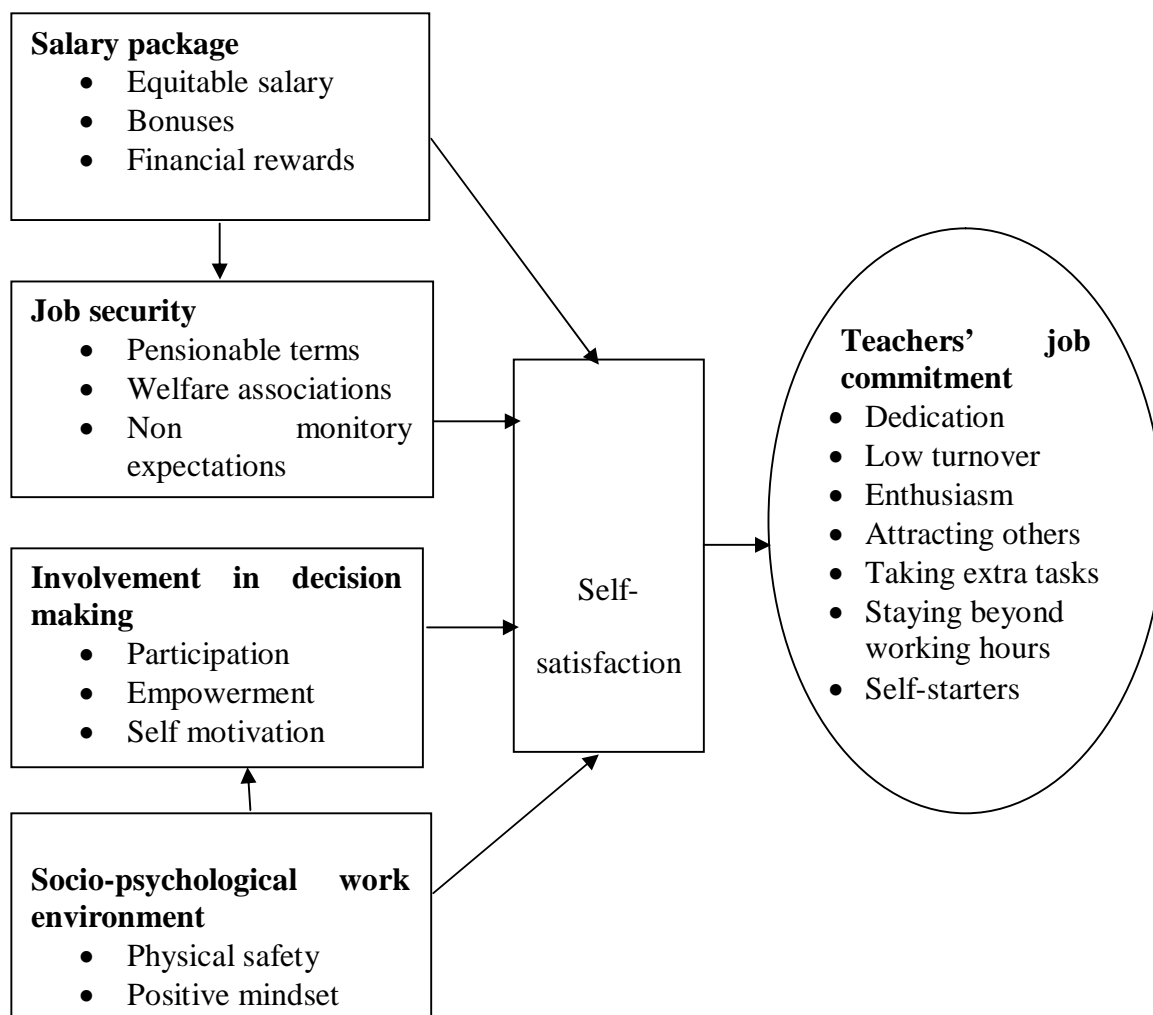 Salary package
• Equitable salary
• Bonuses
• Financial rewards
Job security
• Pensionable terms
• Welfare associations
• Non monitory
expectations
Involvement in decision
making
• Participation
• Empowerment
• Self motivation
Socio-psychological work
environment
• Physical safety
• Positive mindset
Self-
satisfaction
Teachers’ job
commitment
• Dedication
• Low turnover
• Enthusiasm
• Attracting others
• Taking extra tasks
• Staying beyond
working hours
• Self-starters